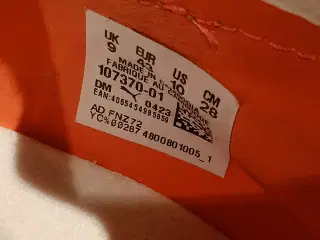 UK EUR US CM
9 43 10 28
MADE IN
FABRIQUE AU
107370-01
DM 0423
EAN:4065454985859
AD FNZ72
YC%00287 4800801005_1